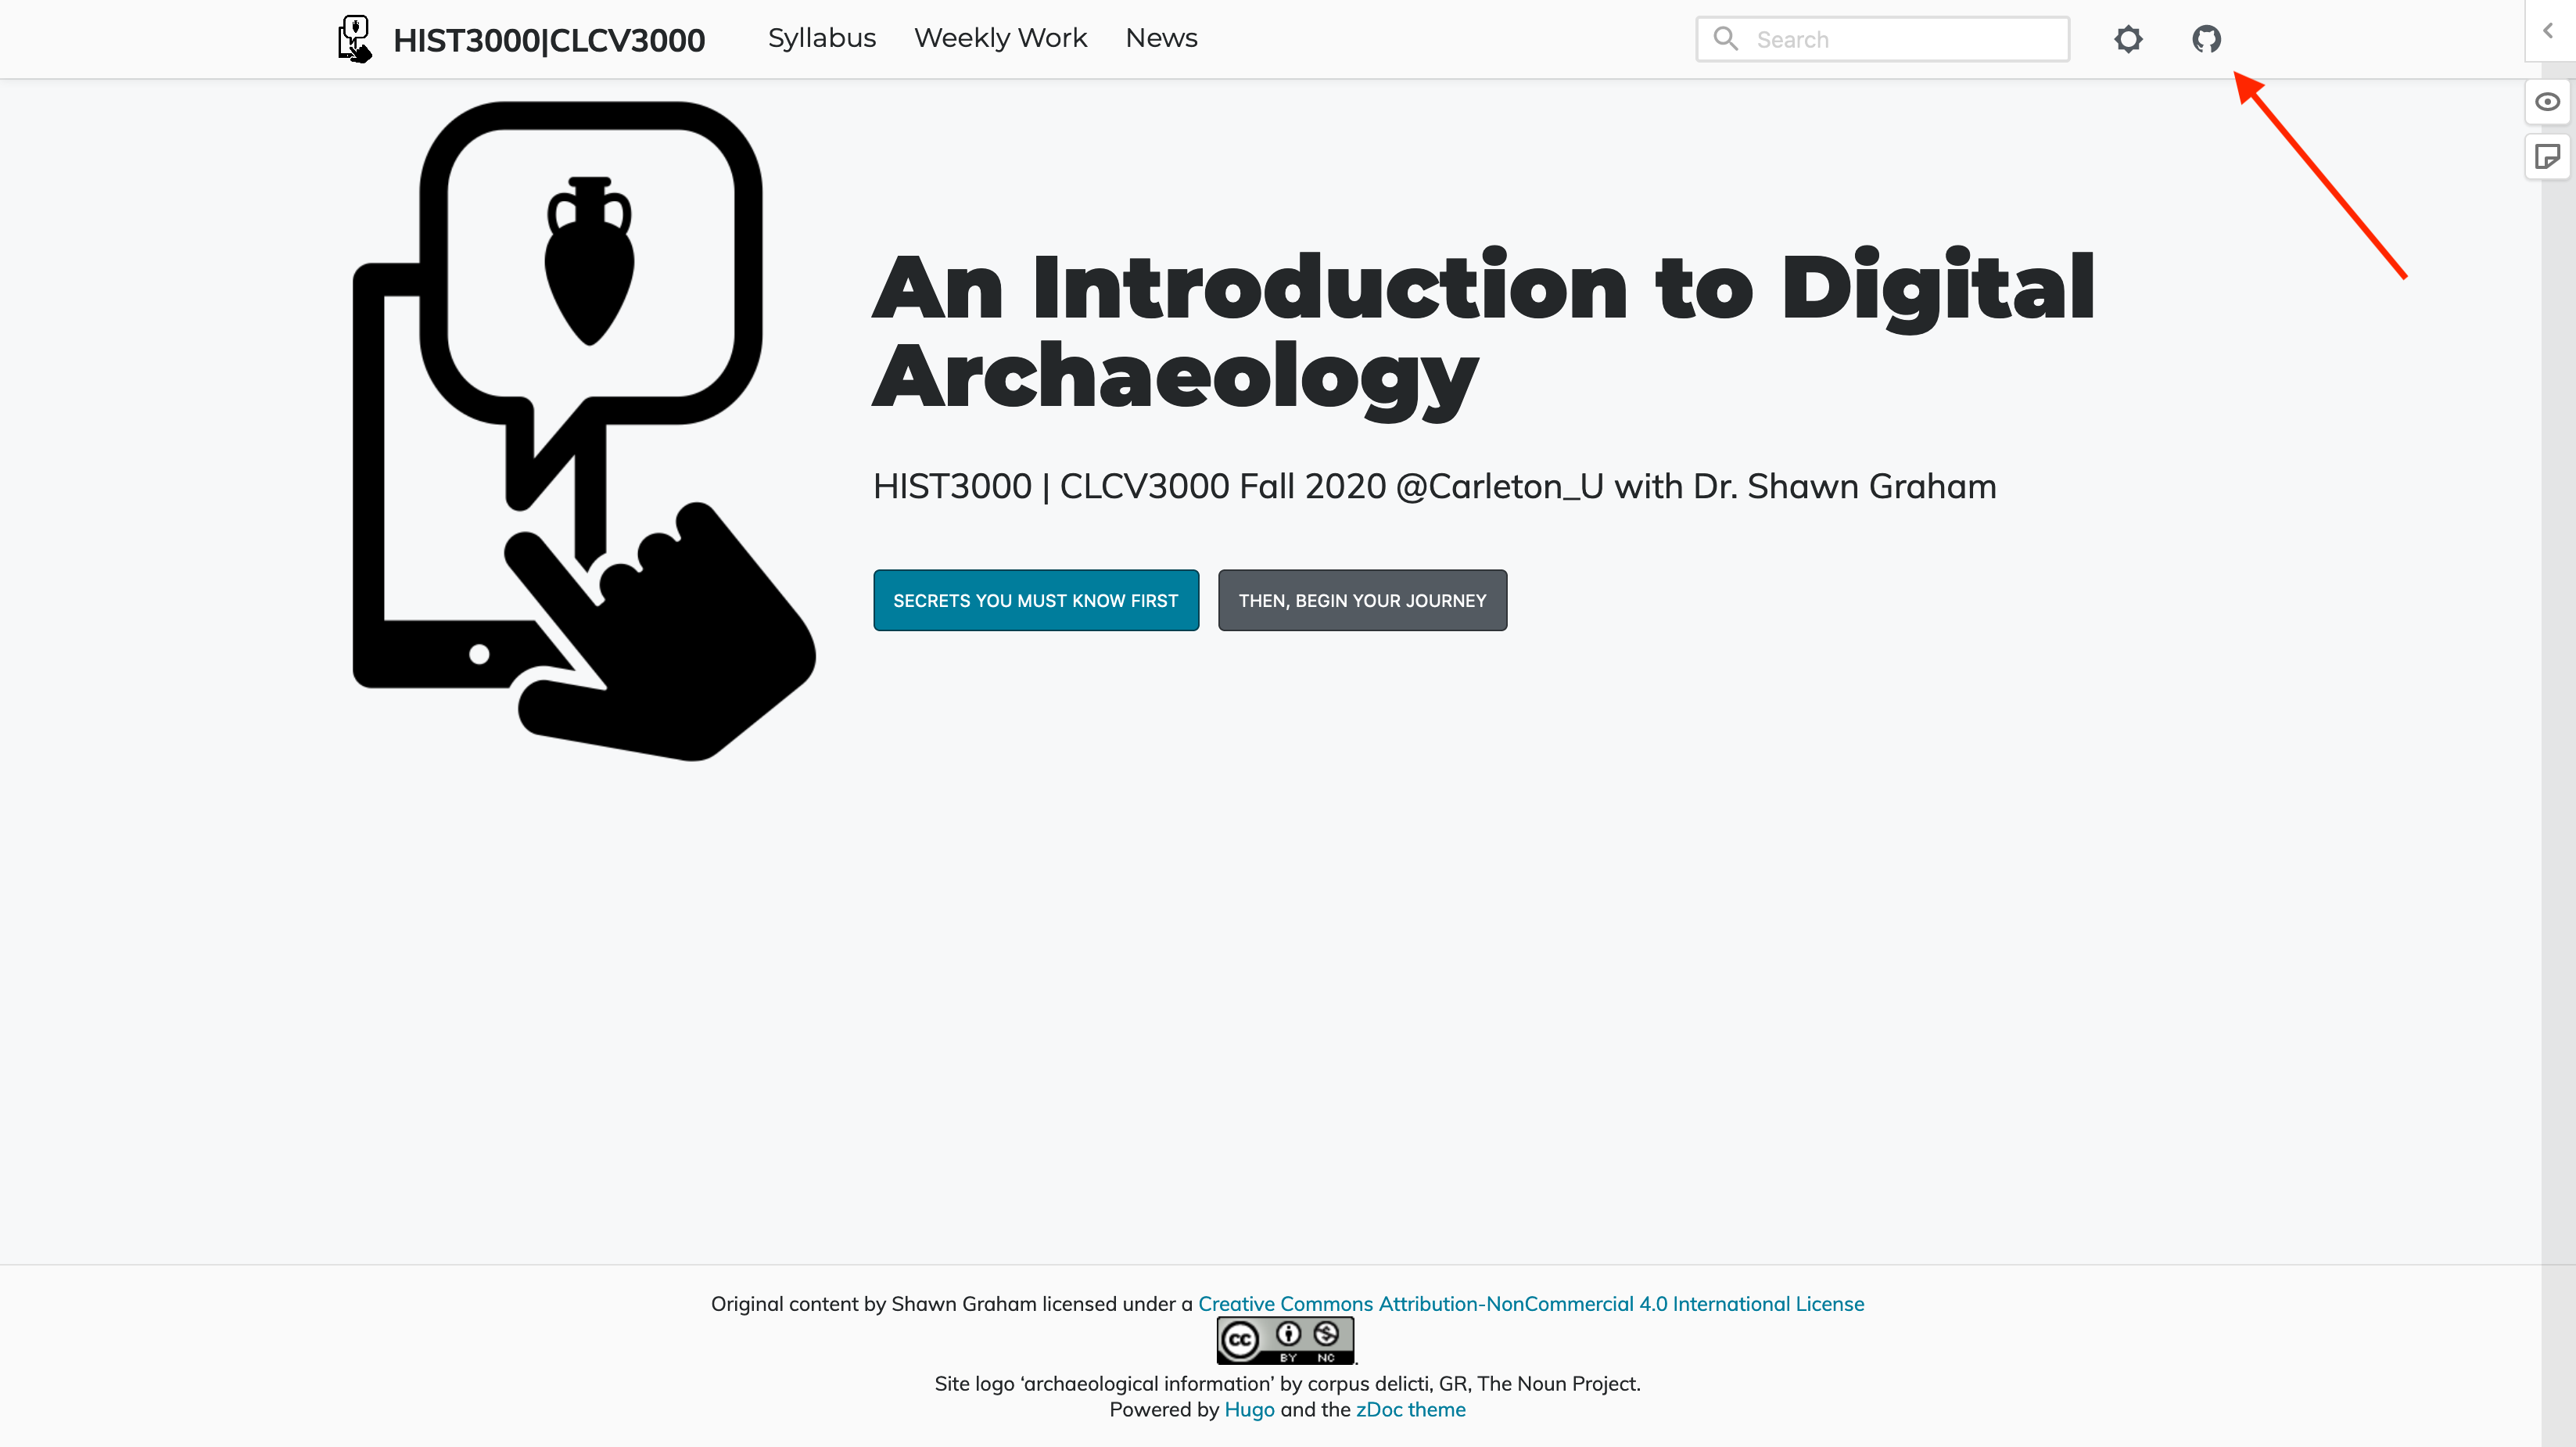 HIST3000|CLCV3000
Syllabus
Weekly Work
News
Search
An Introduction to Digital
Archaeology
HIST3000 | CLCV3000 Fall 2020 @Carleton_U with Dr. Shawn Graham
SECRETS YOU MUST KNOW FIRST
THEN, BEGIN YOUR JOURNEY
Original content by Shawn Graham licensed under a Creative Commons Attribution-NonCommercial 4.0 International License
cc BY NC.
Site logo ‘archaeological information’ by corpus delicti, GR, The Noun Project.
Powered by Hugo and the zDoc theme